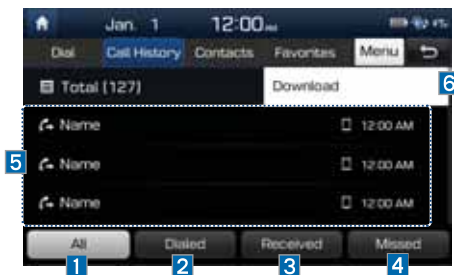 Jan. 1 12:00 AM
Dial Call History Contacts Favorites Menu
Total (127) Download
6
Name 12:00 AM
5 Name 12:00 AM
Name 12:00 AM
All Dialed Received Missed
1 2 3 4